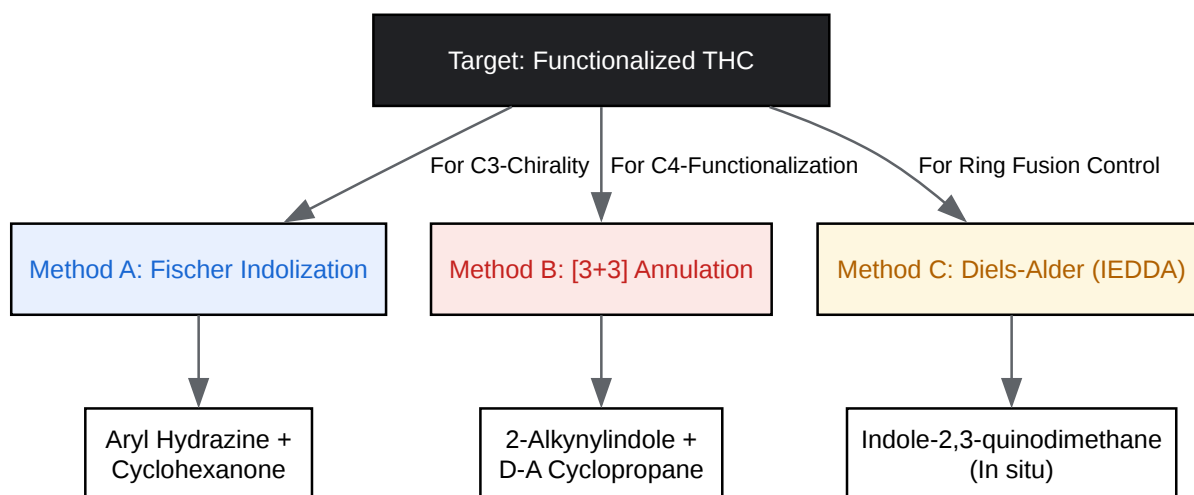 Target: Functionalized THC
For C3-Chirality
For C4-Functionalization
For Ring Fusion Control
Method A: Fischer Indolization
Method B: [3+3] Annulation
Method C: Diels-Alder (IEDDA)
Aryl Hydrazine +
Cyclohexanone
2-Alkynylindole +
D-A Cyclopropane
Indole-2,3-quinodimethane
(In situ)